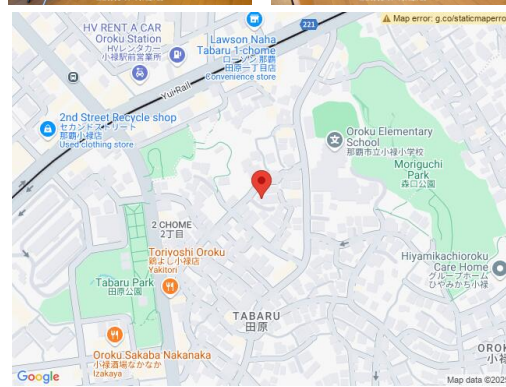 Map error: g.co/staticmaperro
HV RENT A CAR
Oroku Station
HVレンタカー
小禄駅前営業所
221
Lawson Naha
Tabaru 1-chome
ローソン 那覇
田原一丁目店
Convenience store
Yui-Rail
2nd Street Recycle shop
セカンドストリート
那覇小禄店
Used clothing store
Oroku Elementary
School
那覇市立小禄小学校
Moriguchi
Park
森口公園
221
2 CHOME
2丁目
Toriyoshi Oroku
鶏よし小禄店
Yakitori
Hiyamikachioroku
Care Home
グループホーム
ひやみかち小禄
Tabaru Park
田原公園
TABARU
田原
Oroku Sakaba Nakanaka
小禄酒場なかなか
Izakaya
OROK
小禄
Google
Map data ©2025